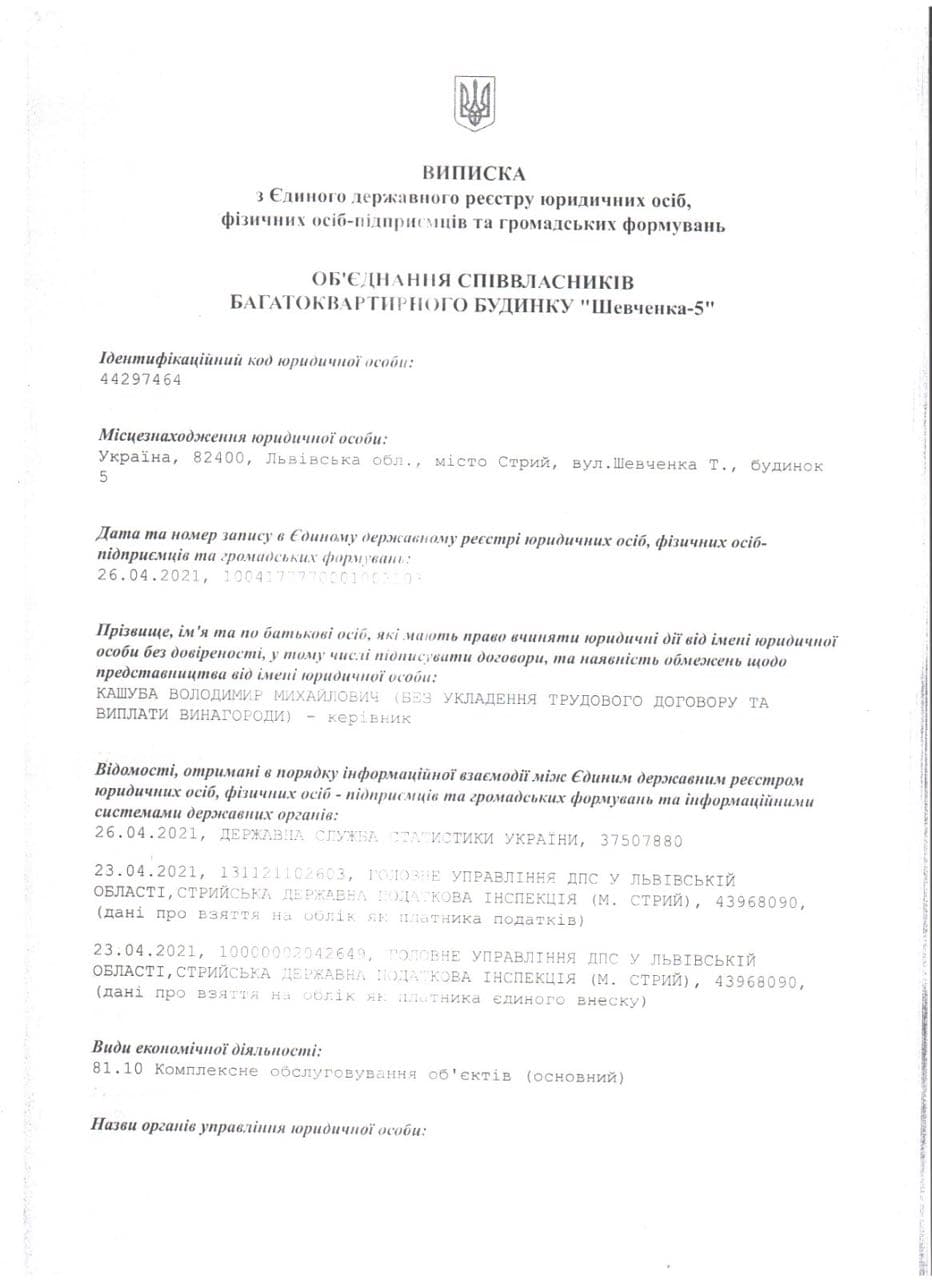 ВИПИСКА
з Єдиного державного реєстру юридичних осіб,
фізичних осіб-підприємців та громадських формувань
ОБ'ЄДНАННЯ СПІВВЛАСНИКІВ
БАГАТОКВАРТИРНОГО БУДИНКУ "Шевченка-5"
Ідентифікаційний код юридичної особи:
44297464
Місцезнаходження юридичної особи:
Україна, 82400, Львівська обл., місто Стрий, вул.Шевченка Т., будинок
5
Дата та номер запису в Єдиному державному реєстрі юридичних осіб, фізичних осіб-
підприємців та громадських формувань:
26.04.2021,
Прізвище, ім'я та по батькові осіб, які мають право вчиняти юридичні дії від імені юридичної
особи без довіреності, у тому числі підписувати договори, та наявність обмежень щодо
представництва від імені юридичної особи:
КАШУБА ВОЛОДИМИР МИХАЙЛОВИЧ (БЕЗ УКЛАДЕННЯ ТРУДОВОГО ДОГОВОРУ ТА
ВИПЛАТИ ВИНАГОРОДИ) - керівник
Відомості, отримані в порядку інформаційної взаємодії між Єдиним державним реєстром
юридичних осіб, фізичних осіб - підприємців та громадських формувань та інформаційними
системами державних органів:
26.04.2021, ДЕРЖАВНА СЛУЖБА СТАТИСТИКИ УКРАЇНИ, 37507880
23.04.2021, 131121102603, ГОЛОВНЕ УПРАВЛІННЯ ДПС У ЛЬВІВСЬКІЙ
ОБЛАСТІ,СТРИЙСЬКА ДЕРЖАВНА ПОДАТКОВА ІНСПЕКЦІЯ (М. СТРИЙ), 43968090,
(дані про взяття на облік як платника податків)
23.04.2021, 10000002042649, ГОЛОВНЕ УПРАВЛІННЯ ДПС У ЛЬВІВСЬКІЙ
ОБЛАСТІ,СТРИЙСЬКА ДЕРЖАВНА ПОДАТКОВА ІНСПЕКЦІЯ (М. СТРИЙ), 43968090,
(дані про взяття на облік як платника єдиного внеску)
Види економічної діяльності:
81.10 Комплексне обслуговування об'єктів (основний)
Назви органів управління юридичної особи: